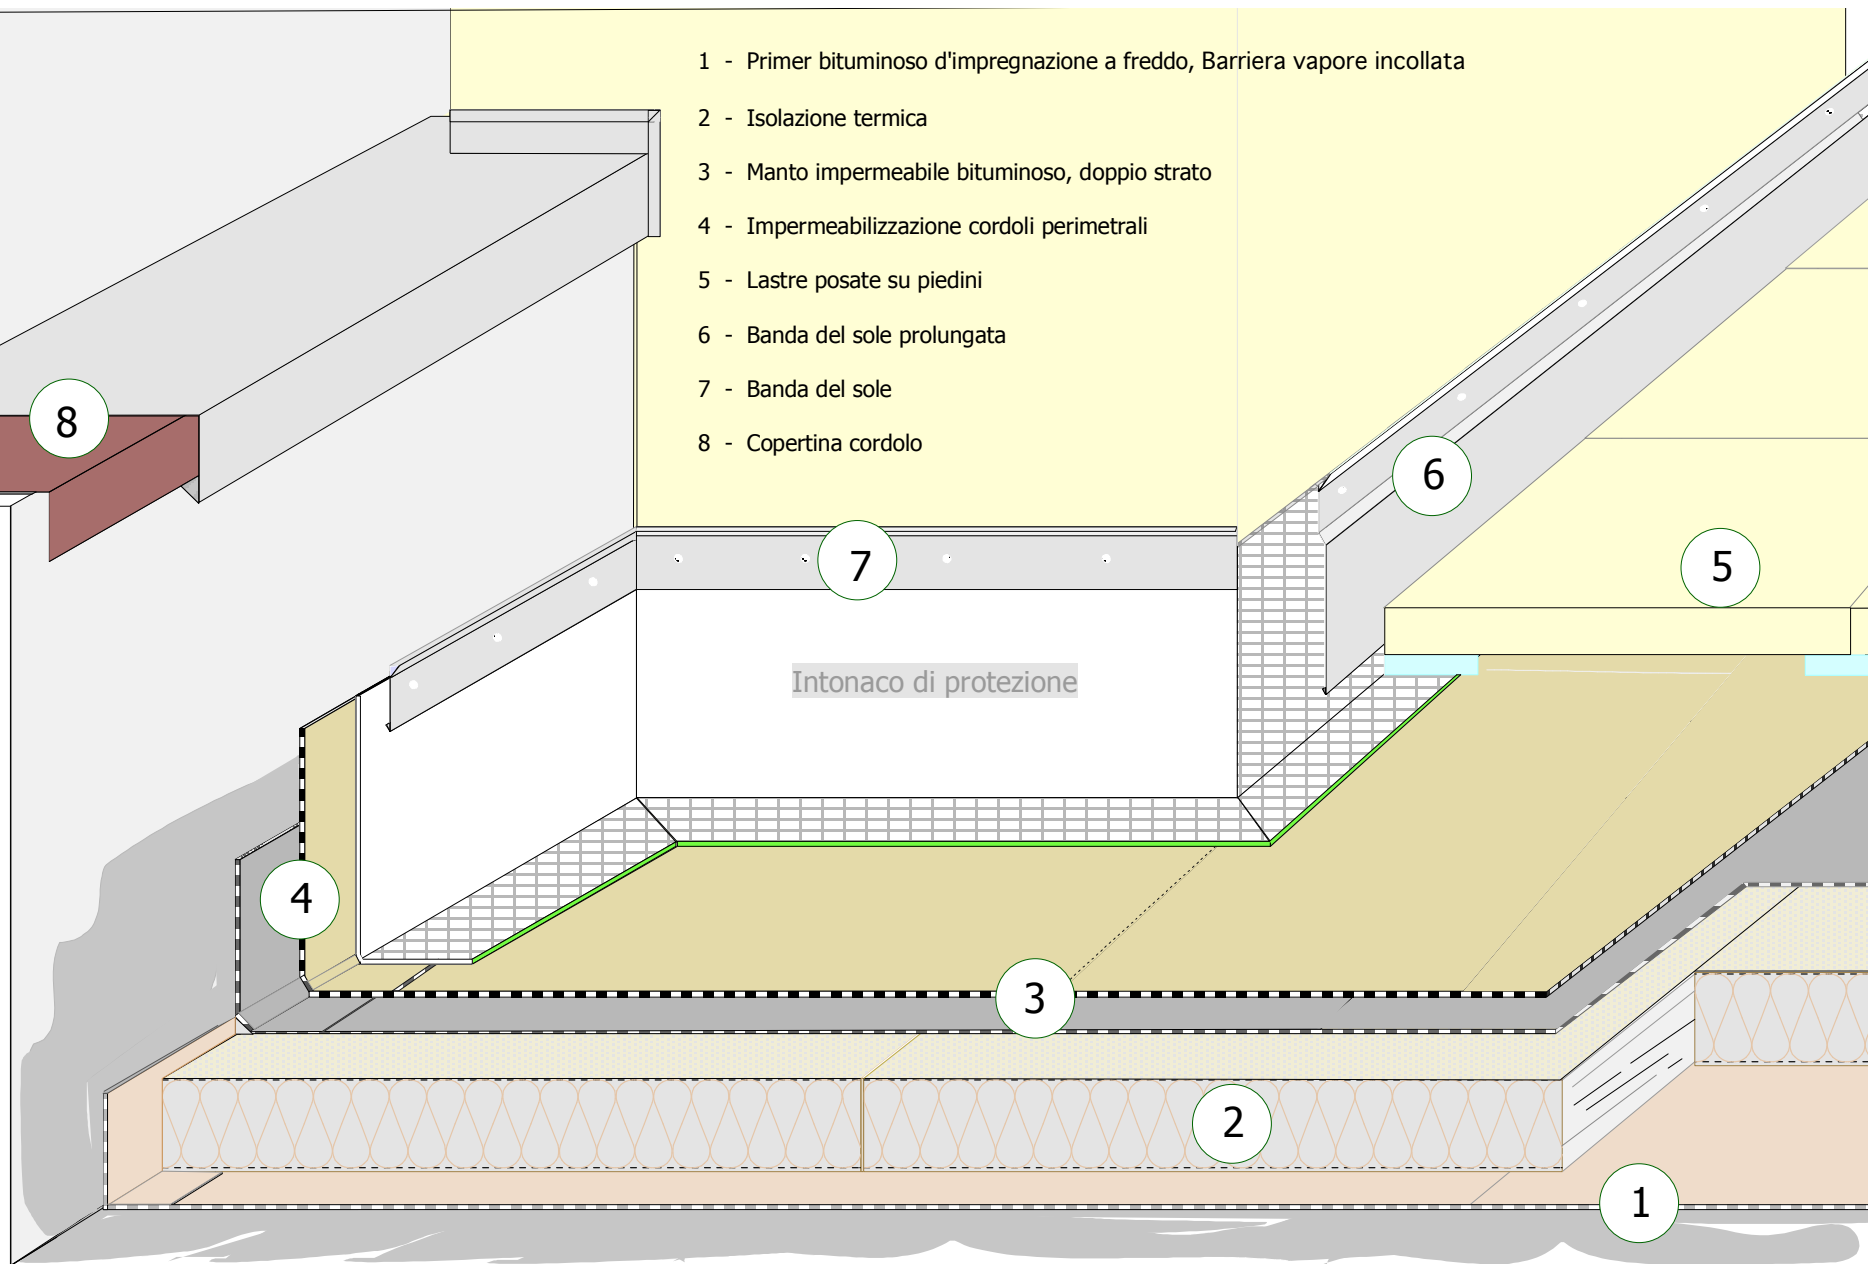 1 - Primer bituminoso d'impregnazione a freddo, Barriera vapore incollata
2 - Isolazione termica
3 - Manto impermeabile bituminoso, doppio strato
4 - Impermeabilizzazione cordoli perimetrali
5 - Lastre posate su piedini
6 - Banda del sole prolungata
7 - Banda del sole
8 - Copertina cordolo
8
6
7
5
Intonaco di protezione
4
3
2
1